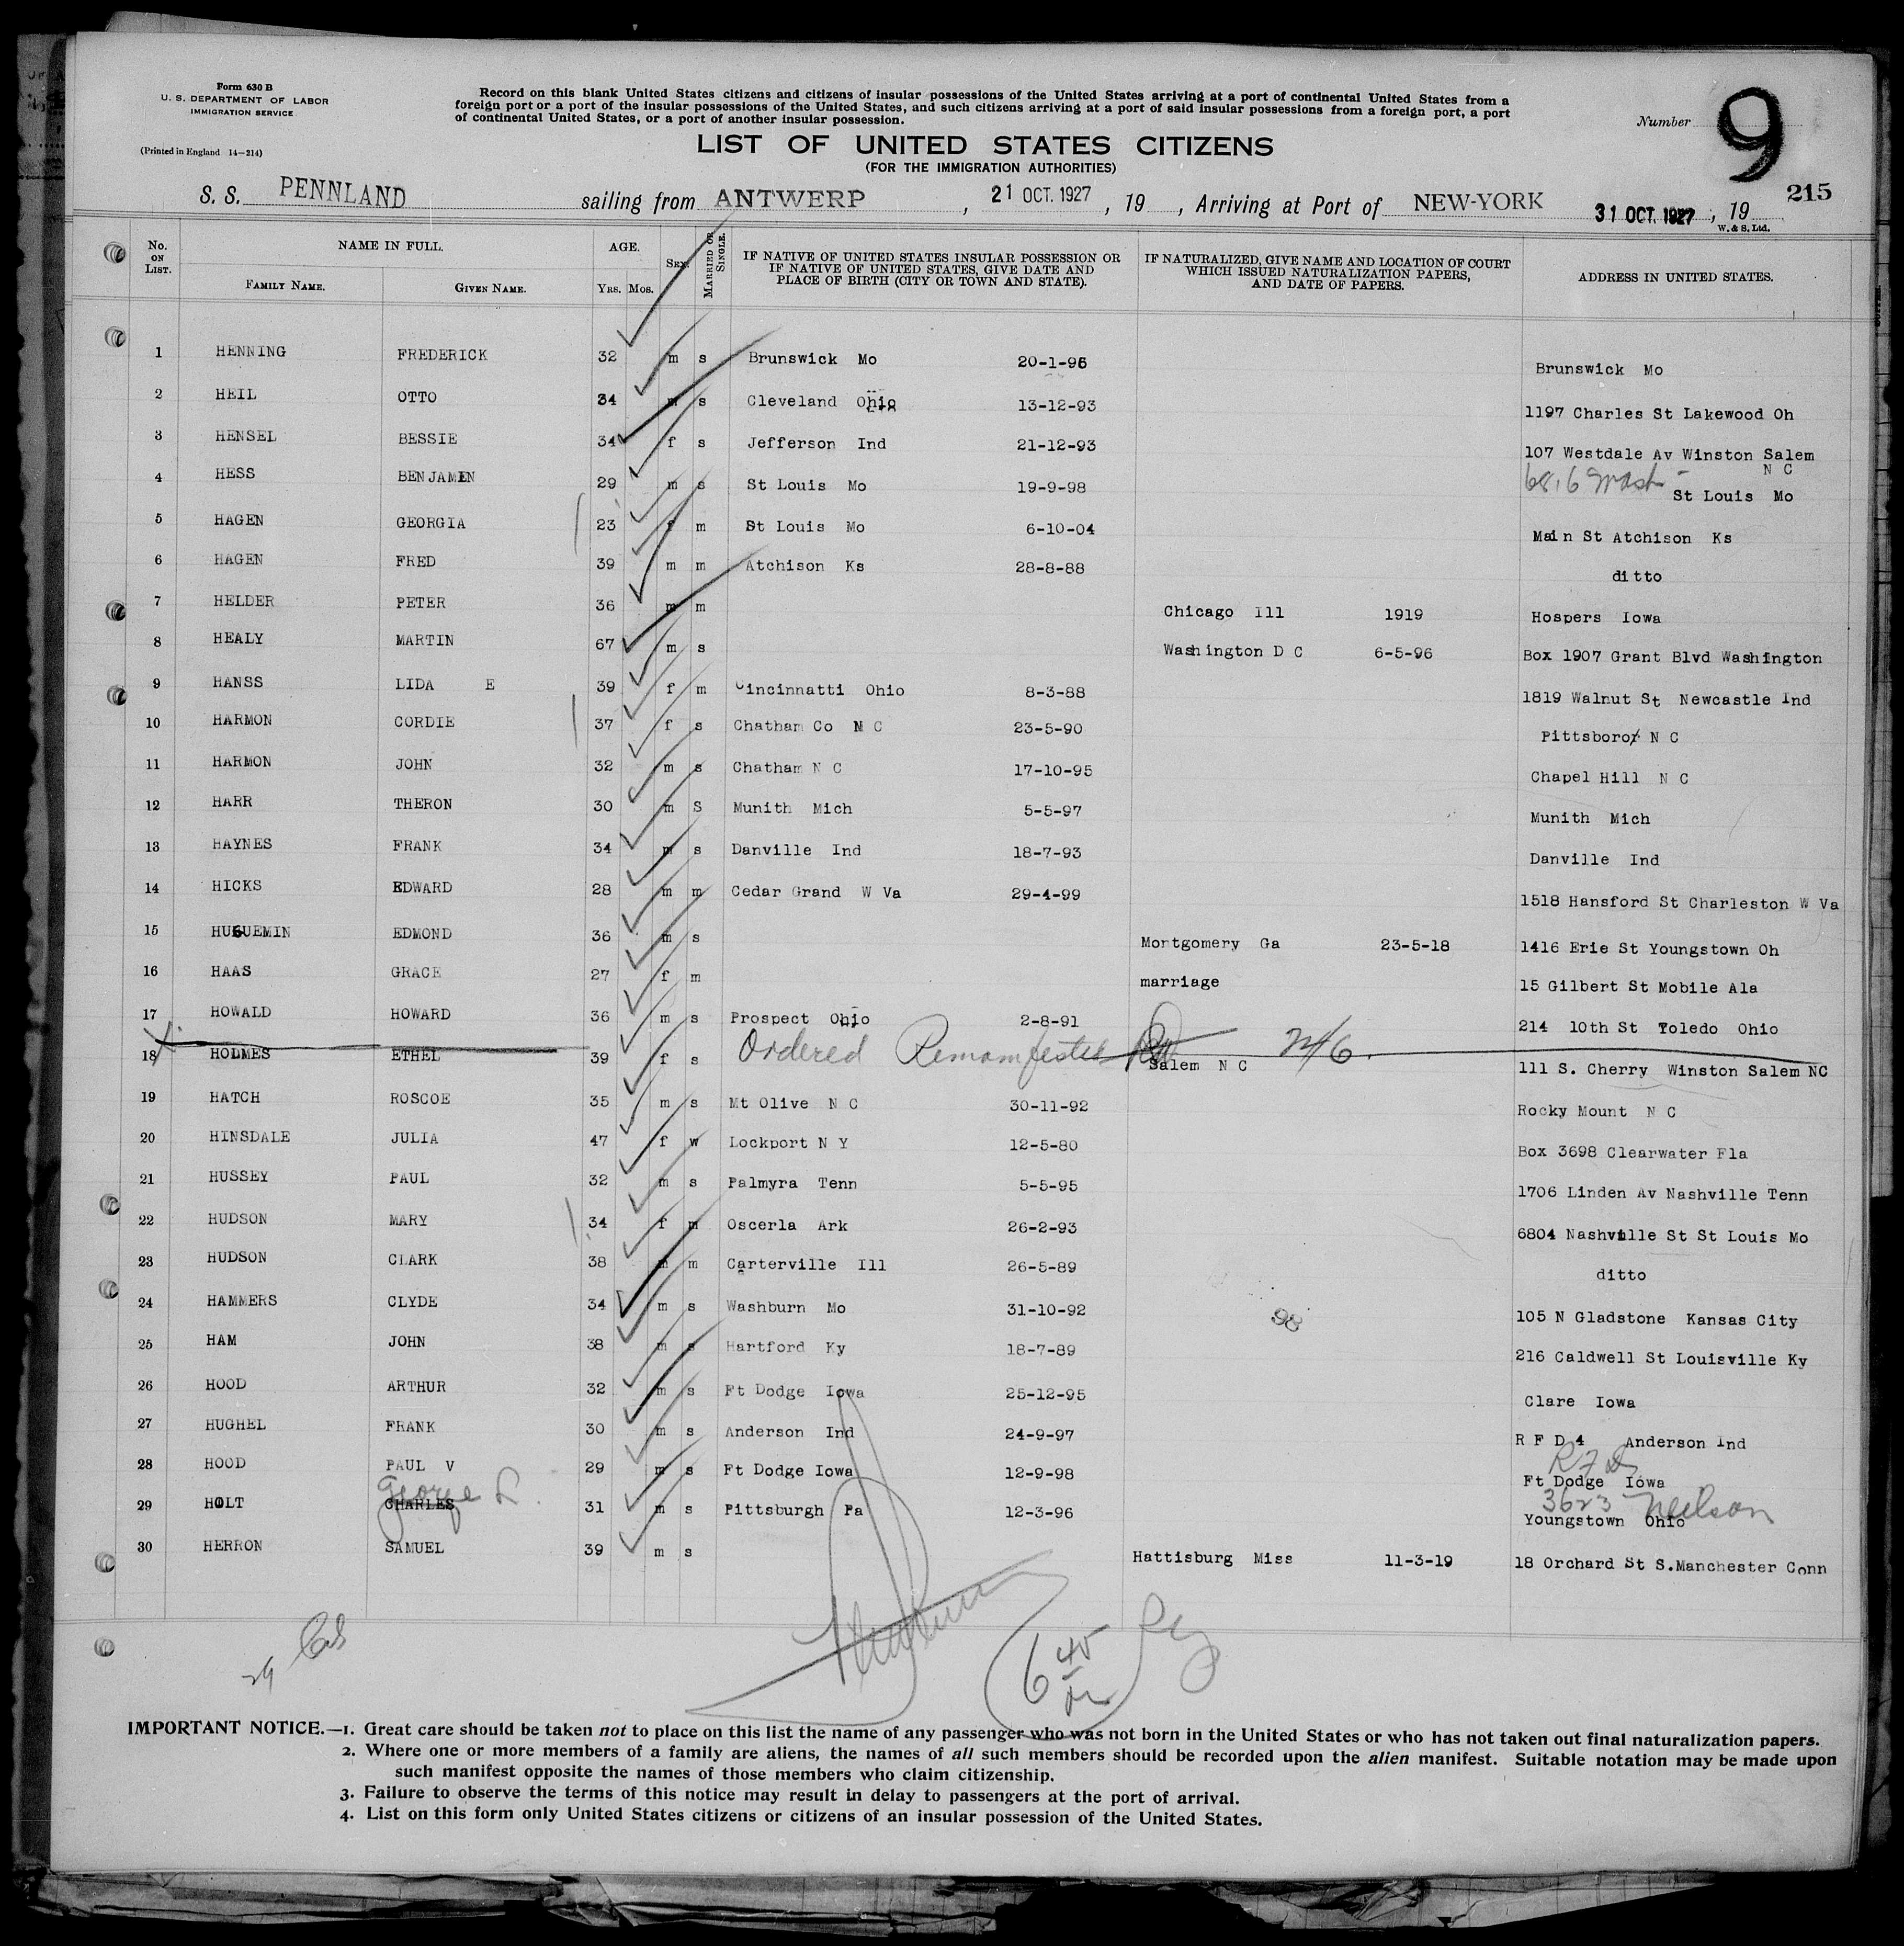 Form 630 B
U. S. DEPARTMENT OF LABOR
IMMIGRATION SERVICE
(Printed in England 14—214)
Record on this blank United States citizens and citizens of insular possessions of the United States arriving at a port of continental United States from a
foreign port or a port of the insular possessions of the United States, and such citizens arriving at a port of said insular possessions from a foreign port, a port
of continental United States, or a port of another insular possession.
Number 9
LIST OF UNITED STATES CITIZENS
(FOR THE IMMIGRATION AUTHORITIES)
215
S. S. PENNLAND sailing from ANTWERP, 21 OCT. 1927, 19 , Arriving at Port of NEW-YORK 31 OCT. 1927, 19
W. & S. Ltd.
No. ON LIST. NAME IN FULL. FAMILY NAME. GIVEN NAME. AGE. YRS. MOS. SEX. MARRIED OR SINGLE. IF NATIVE OF UNITED STATES INSULAR POSSESSION OR IF NATIVE OF UNITED STATES, GIVE DATE AND PLACE OF BIRTH (CITY OR TOWN AND STATE). IF NATURALIZED, GIVE NAME AND LOCATION OF COURT WHICH ISSUED NATURALIZATION PAPERS, AND DATE OF PAPERS. ADDRESS IN UNITED STATES.
1 HENNING FREDERICK 32 m s Brunswick Mo 20-1-95 Brunswick Mo
2 HEIL OTTO 34 m s Cleveland Ohio 13-12-93 1197 Charles St Lakewood Oh
3 HENSEL BESSIE 34 f s Jefferson Ind 21-12-93 107 Westdale Av Winston Salem N C
4 HESS BENJAMIN 29 m s St Louis Mo 19-9-98 St Louis Mo
5 HAGEN GEORGIA 23 f m St Louis Mo 6-10-04 Main St Atchison Ks
6 HAGEN FRED 39 m m Atchison Ks 28-8-88 ditto
7 HELDER PETER 36 m m Chicago Ill 1919 Hospers Iowa
8 HEALY MARTIN 67 m s Washington D C 6-5-96 Box 1907 Grant Blvd Washington
9 HANSS LIDA E 39 f m Cincinnatti Ohio 8-3-88 1819 Walnut St Newcastle Ind
10 HARMON CORDIE 37 f s Chatham Co N C 23-5-90 Pittsboro N C
11 HARMON JOHN 32 m s Chatham N C 17-10-95 Chapel Hill N C
12 HARR THERON 30 m S Munith Mich 5-5-97 Munith Mich
13 HAYNES FRANK 34 m s Danville Ind 18-7-93 Danville Ind
14 HICKS EDWARD 28 m m Cedar Grand W Va 29-4-99 1518 Hansford St Charleston W Va
15 HUGUEMIN EDMOND 36 m s Mortgomery Ga 23-5-18 1416 Erie St Youngstown Oh
16 HAAS GRACE 27 f m marriage 15 Gilbert St Mobile Ala
17 HOWALD HOWARD 36 m s Prospect Ohio 2-8-91 214 10th St Toledo Ohio
18 HOLMES ETHEL 39 f s Ordered Remanifested Salem N C 111 S. Cherry Winston Salem NC
19 HATCH ROSCOE 35 m s Mt Olive N C 30-11-92 Rocky Mount N C
20 HINSDALE JULIA 47 f w Lockport N Y 12-5-80 Box 3698 Clearwater Fla
21 HUSSEY PAUL 32 m s Palmyra Tenn 5-5-95 1706 Linden Av Nashville Tenn
22 HUDSON MARY 34 f m Oscerla Ark 26-2-93 6804 Nashville St St Louis Mo
23 HUDSON CLARK 38 m m Carterville Ill 26-5-89 ditto
24 HAMMERS CLYDE 34 m s Washburn Mo 31-10-92 98 105 N Gladstone Kansas City
25 HAM JOHN 38 m s Hartford Ky 18-7-89 216 Caldwell St Louisville Ky
26 HOOD ARTHUR 32 m s Ft Dodge Iowa 25-12-95 Clare Iowa
27 HUGHEL FRANK 30 m s Anderson Ind 24-9-97 R F D 4 Anderson Ind
28 HOOD PAUL V 29 m s Ft Dodge Iowa 12-9-98 Ft Dodge Iowa
29 HOLT CHARLES George L. 31 m s Pittsburgh Pa 12-3-96 3623 Neilson Youngstown Ohio
30 HERRON SAMUEL 39 m s Hattisburg Miss 11-3-19 18 Orchard St S.Manchester Conn
IMPORTANT NOTICE.—1. Great care should be taken not to place on this list the name of any passenger who was not born in the United States or who has not taken out final naturalization papers.
2. Where one or more members of a family are aliens, the names of all such members should be recorded upon the alien manifest. Suitable notation may be made upon
such manifest opposite the names of those members who claim citizenship.
3. Failure to observe the terms of this notice may result in delay to passengers at the port of arrival.
4. List on this form only United States citizens or citizens of an insular possession of the United States.